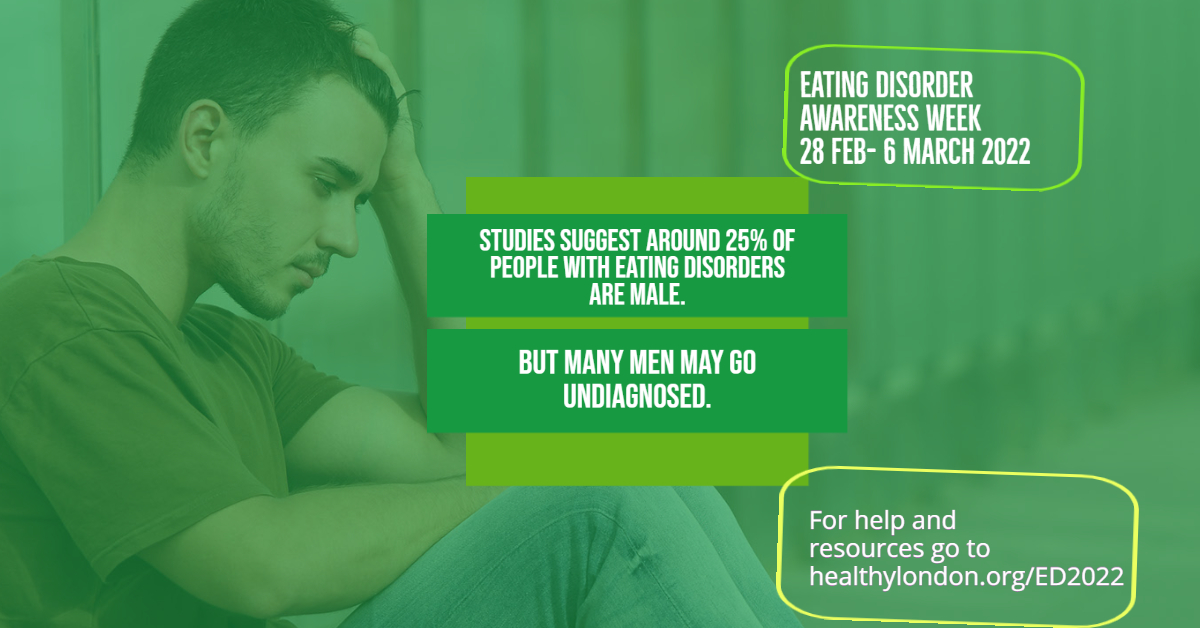 EATING DISORDER
AWARENESS WEEK
28 FEB- 6 MARCH 2022
STUDIES SUGGEST AROUND 25% OF
PEOPLE WITH EATING DISORDERS
ARE MALE.
BUT MANY MEN MAY GO
UNDIAGNOSED.
For help and
resources go to
healthylondon.org/ED2022